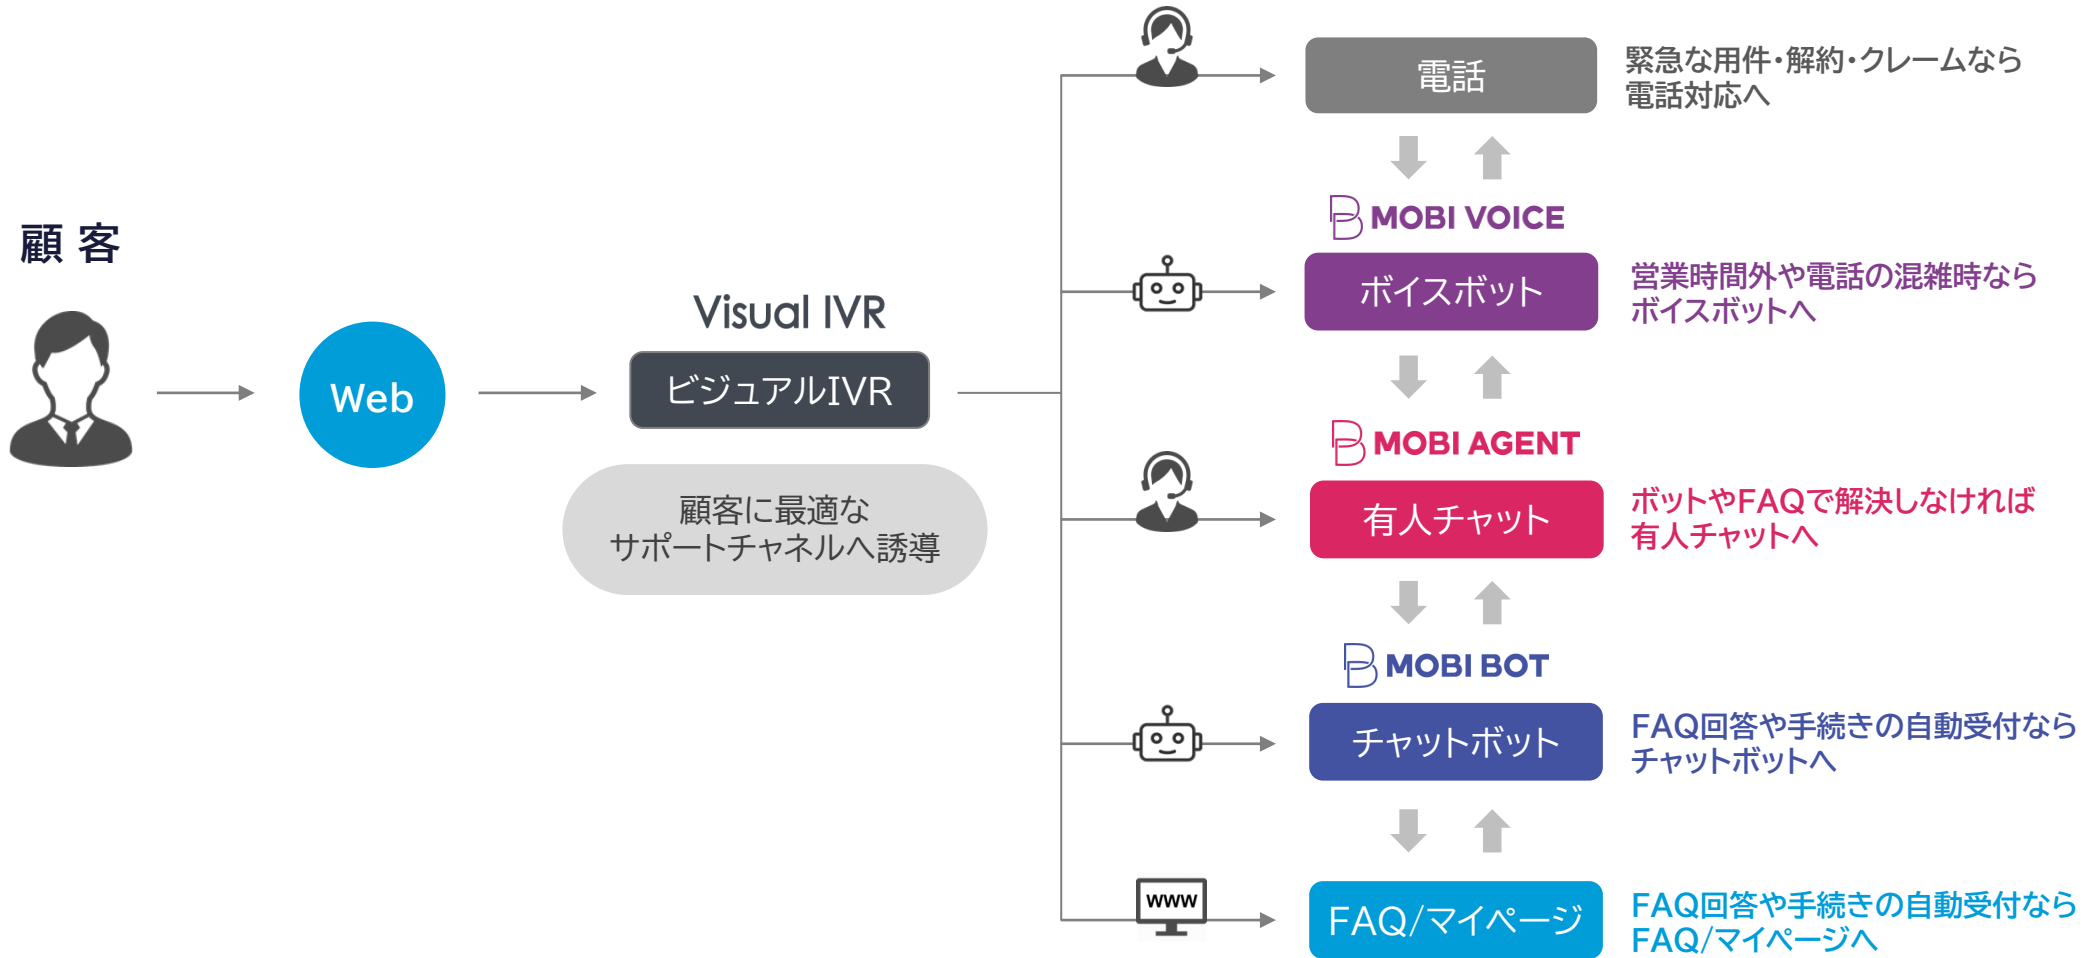 顧客
Web
Visual IVR
ビジュアルIVR
顧客に最適な
サポートチャネルへ誘導
電話
緊急な用件・解約・クレームなら
電話対応へ
MOBI VOICE
ボイスボット
営業時間外や電話の混雑時なら
ボイスボットへ
MOBI AGENT
有人チャット
ボットやFAQで解決しなければ
有人チャットへ
MOBI BOT
チャットボット
FAQ回答や手続きの自動受付なら
チャットボットへ
WWW
FAQ/マイページ
FAQ回答や手続きの自動受付なら
FAQ/マイページへ